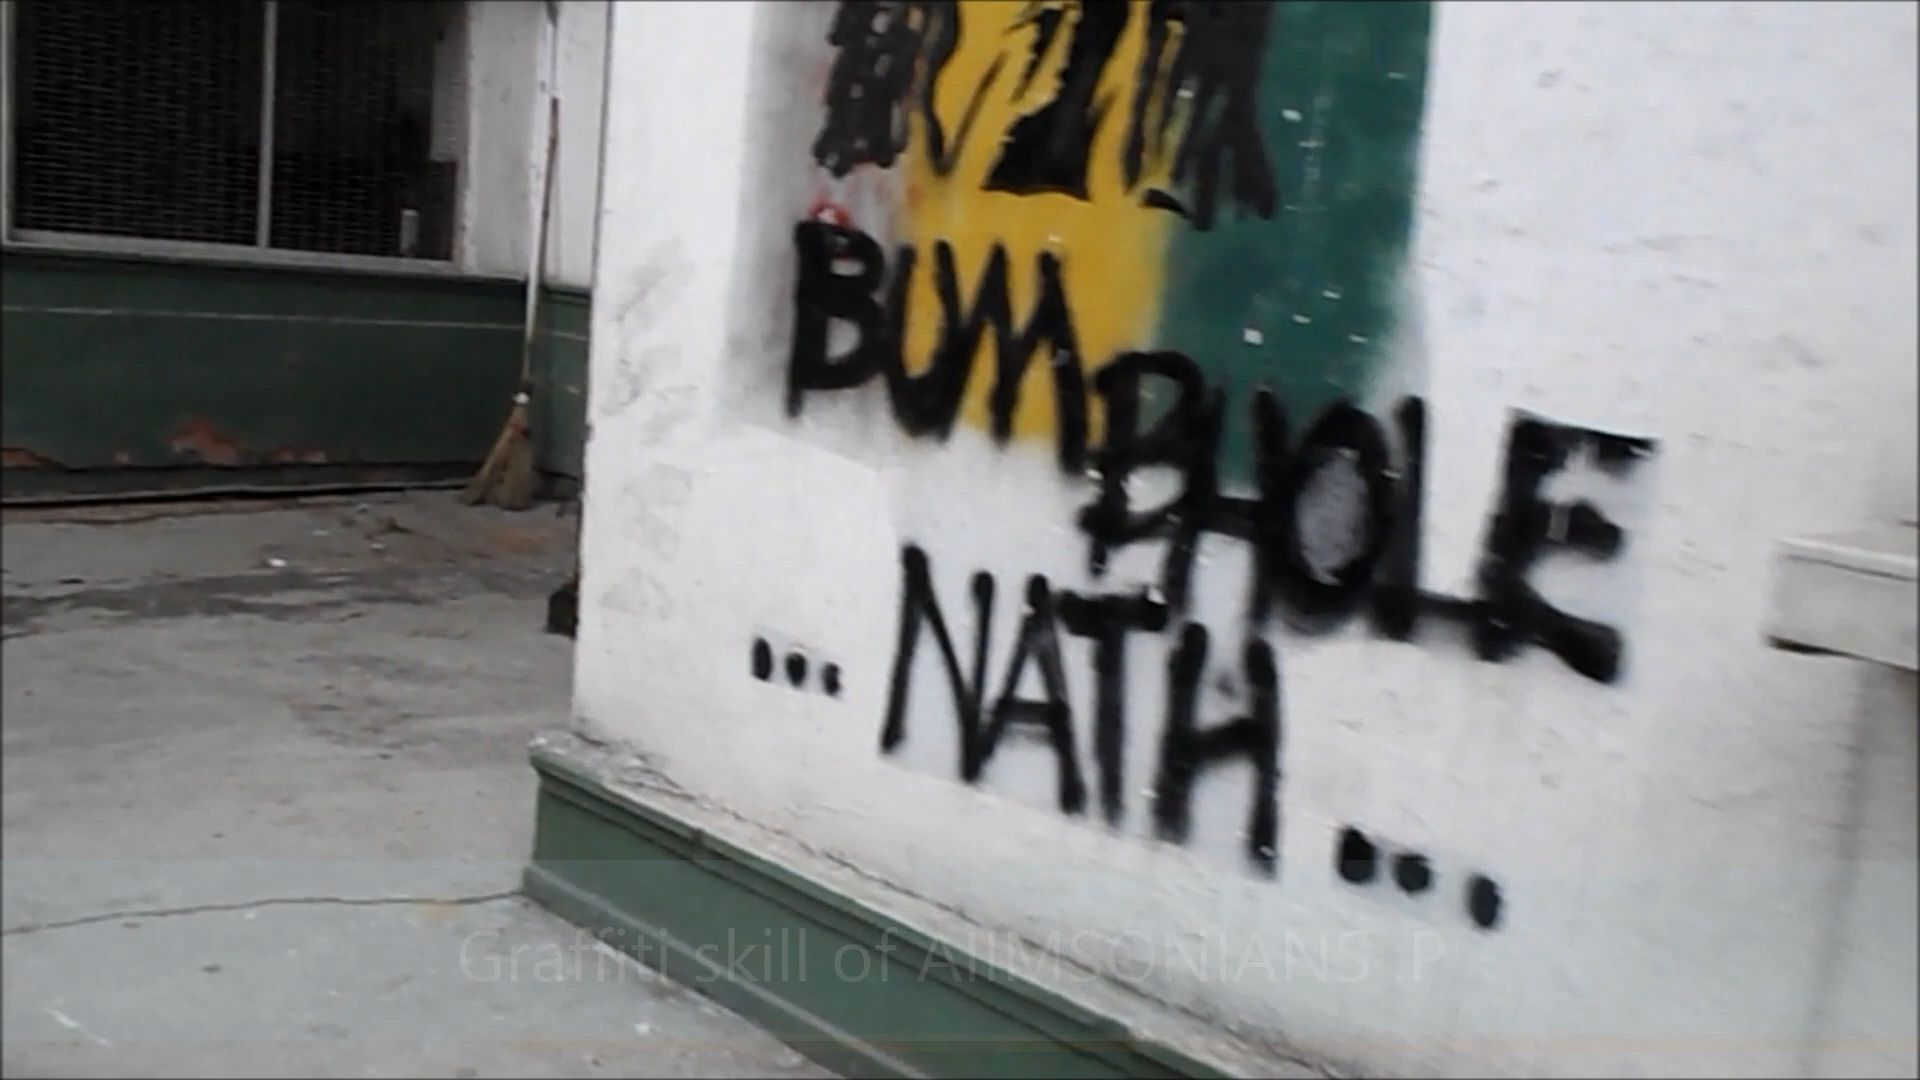 BUM
BHOLE
... NATH ...
Graffiti skill of AIIMSONIANS :P